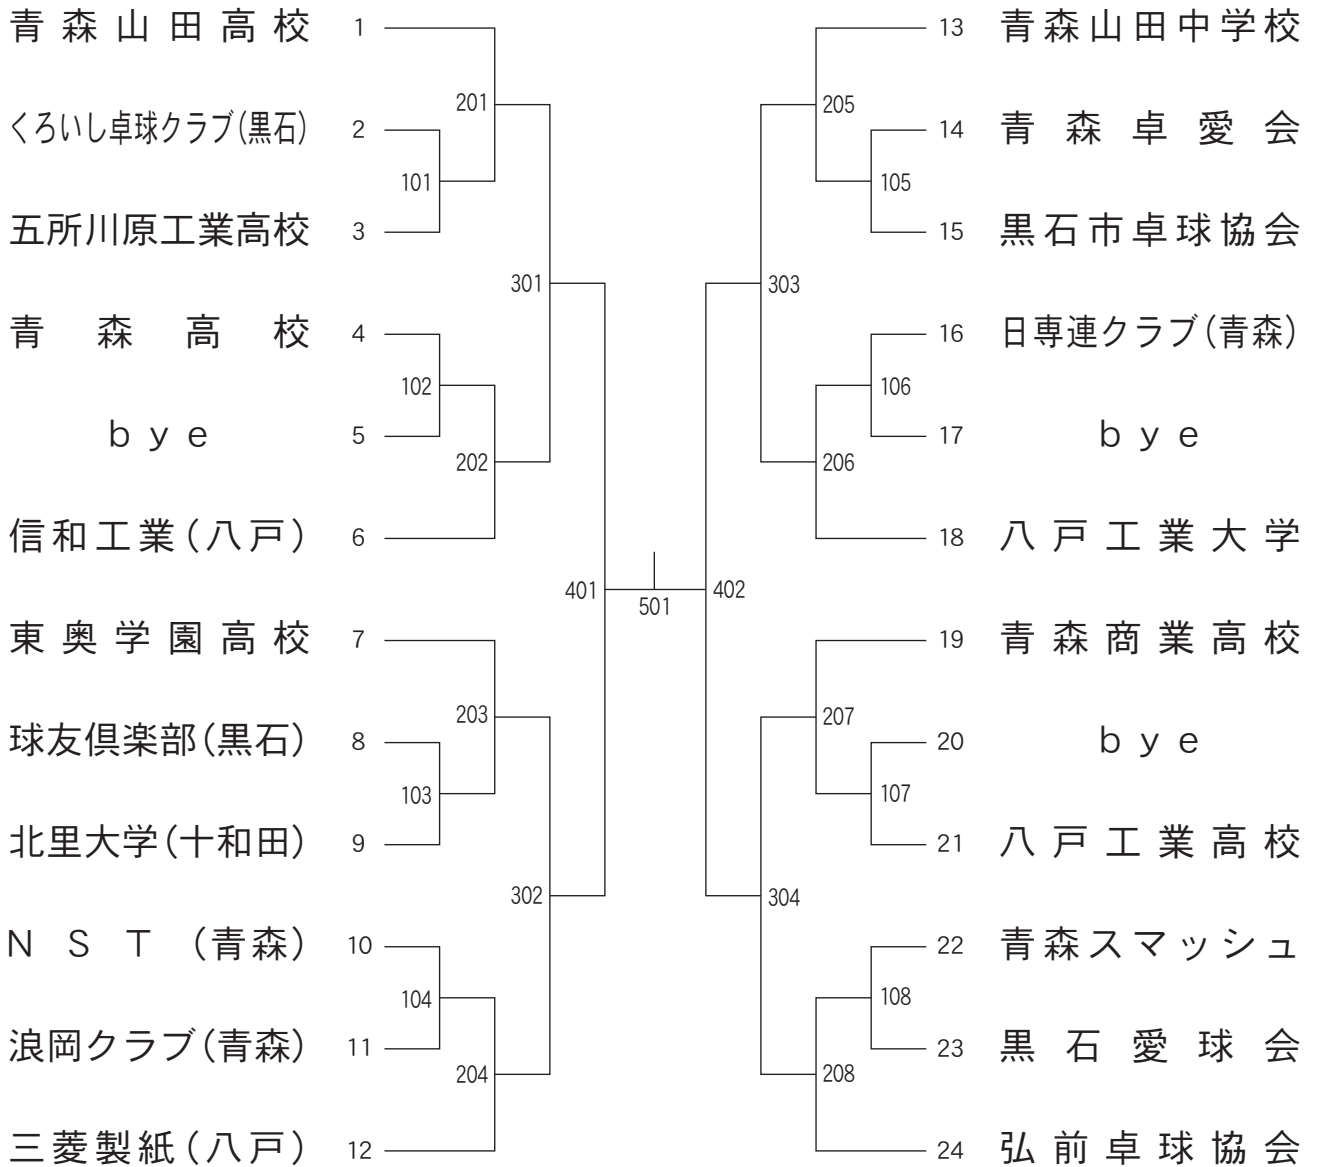 青森山田高校 1
201
くろいし卓球クラブ(黒石) 2
101
五所川原工業高校 3
301
青森高校 4
102
bye 5
202
信和工業(八戸) 6
401
501
東奥学園高校 7
203
球友倶楽部(黒石) 8
103
北里大学(十和田) 9
302
NST(青森) 10
104
浪岡クラブ(青森) 11
204
三菱製紙(八戸) 12
13 青森山田中学校
205
14 青森卓愛会
105
15 黒石市卓球協会
303
16 日専連クラブ(青森)
106
17 bye
206
18 八戸工業大学
402
19 青森商業高校
207
20 bye
107
21 八戸工業高校
304
22 青森スマッシュ
108
23 黒石愛球会
208
24 弘前卓球協会